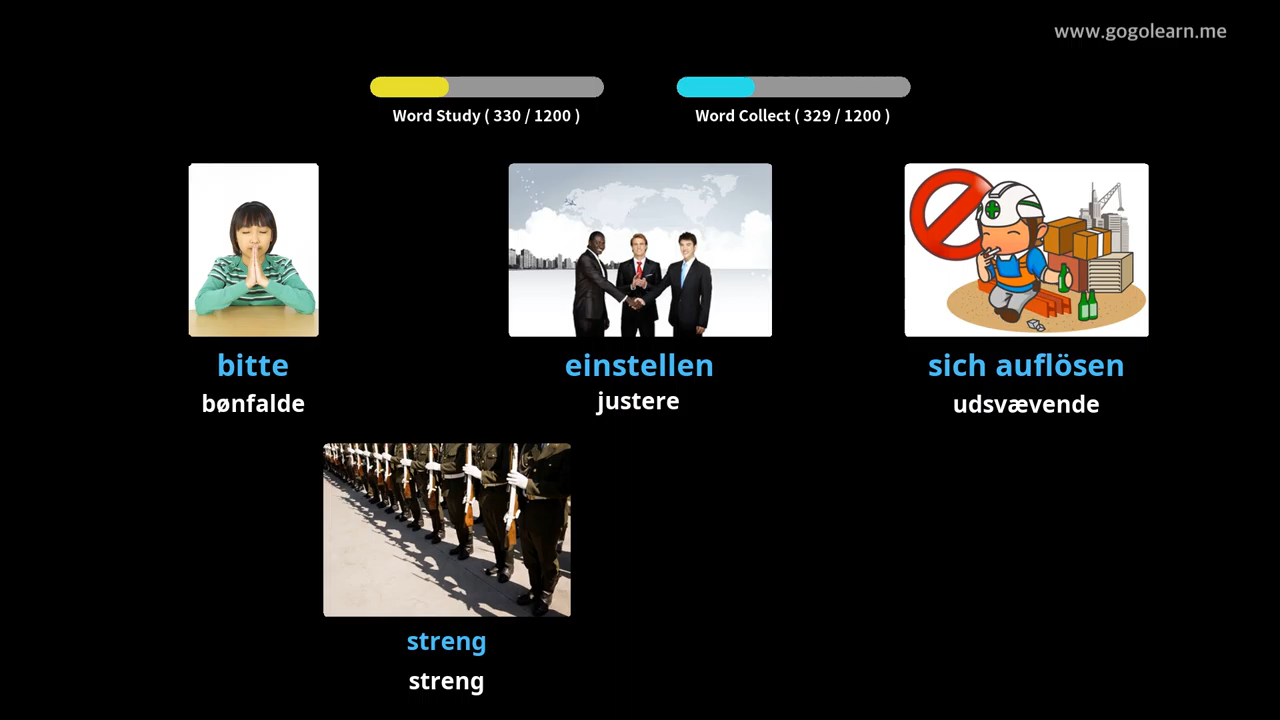 www.gogolearn.me
Word Study ( 330 / 1200 )
Word Collect ( 329 / 1200 )
bitte
einstellen
sich auflösen
bønfalde
justere
udsvævende
streng
streng